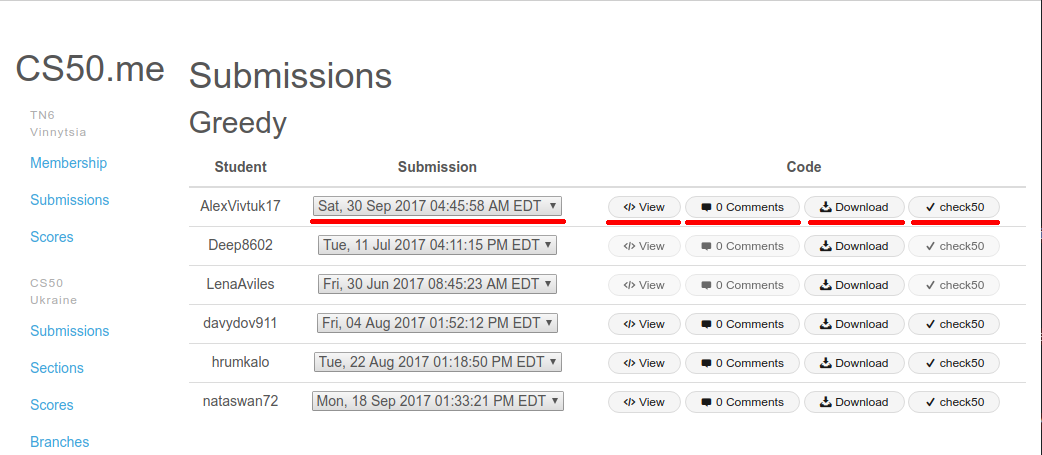 CS50.me
TN6
Vinnytsia
Membership
Submissions
Scores
CS50
Ukraine
Submissions
Sections
Scores
Branches
Submissions
Greedy
Student Submission Code
AlexVivtuk17 Sat, 30 Sep 2017 04:45:58 AM EDT View 0 Comments Download check50
Deep8602 Tue, 11 Jul 2017 04:11:15 PM EDT View 0 Comments Download check50
LenaAviles Fri, 30 Jun 2017 08:45:23 AM EDT View 0 Comments Download check50
davydov911 Fri, 04 Aug 2017 01:52:12 PM EDT View 0 Comments Download check50
hrumkalo Tue, 22 Aug 2017 01:18:50 PM EDT View 0 Comments Download check50
nataswan72 Mon, 18 Sep 2017 01:33:21 PM EDT View 0 Comments Download check50